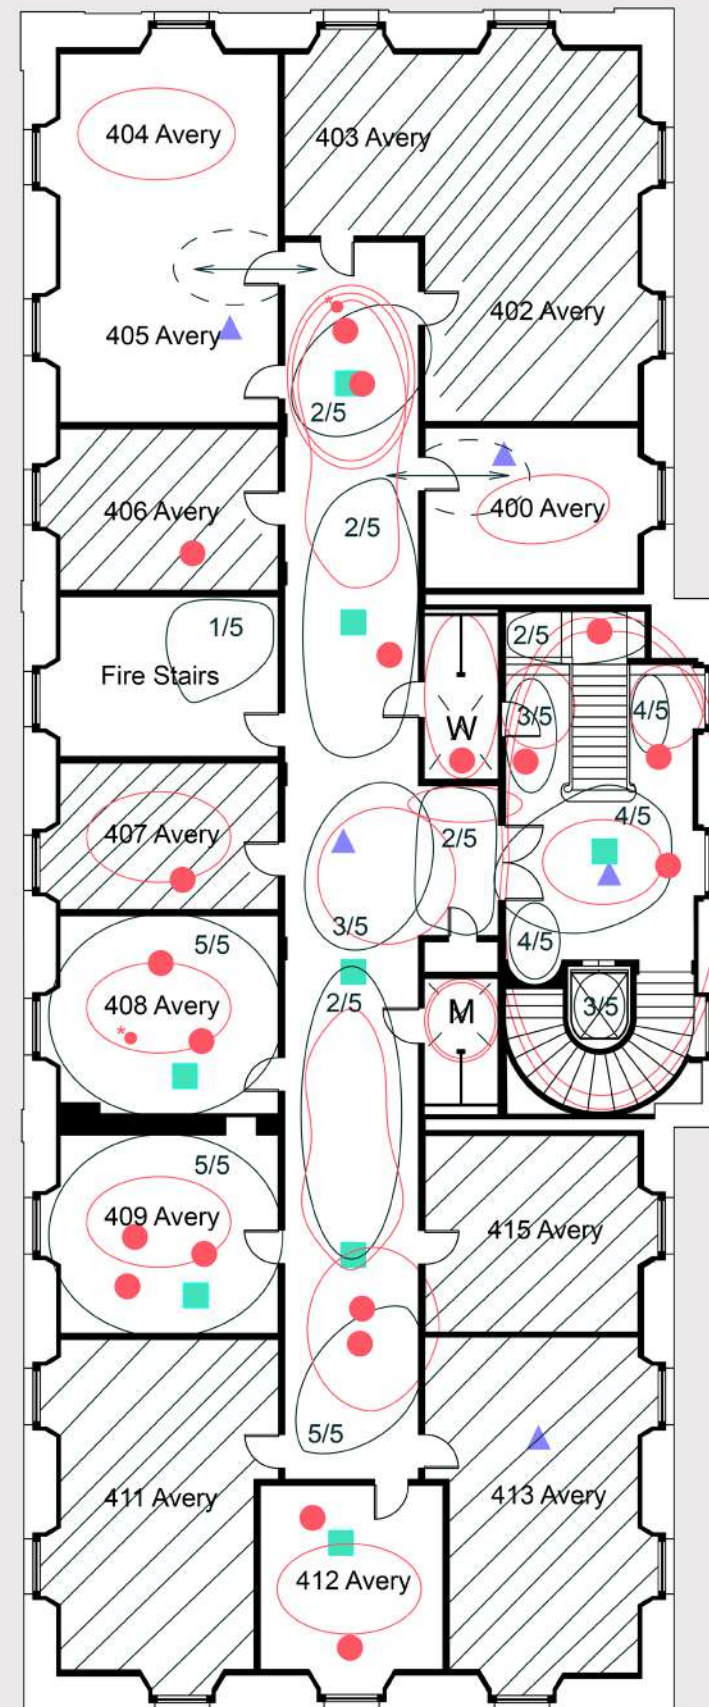 404 Avery
403 Avery
402 Avery
405 Avery
*
2/5
2/5
400 Avery
406 Avery
1/5
2/5
Fire Stairs
3/5
4/5
W
407 Avery
2/5
4/5
3/5
5/5
4/5
408 Avery
2/5
M
3/5
*
5/5
409 Avery
415 Avery
5/5
411 Avery
413 Avery
412 Avery